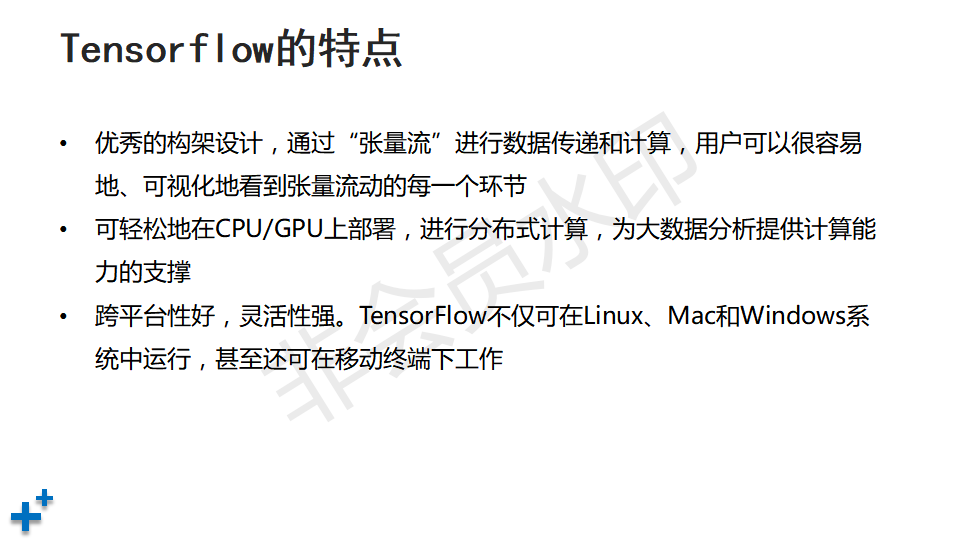 Tensorflow的特点
• 优秀的构架设计，通过“张量流”进行数据传递和计算，用户可以很容易
地、可视化地看到张量流动的每一个环节
• 可轻松地在CPU/GPU上部署，进行分布式计算，为大数据分析提供计算能
力的支撑
• 跨平台性好，灵活性强。TensorFlow不仅可在Linux、Mac和Windows系
统中运行，甚至还可在移动终端下工作
非会员水印